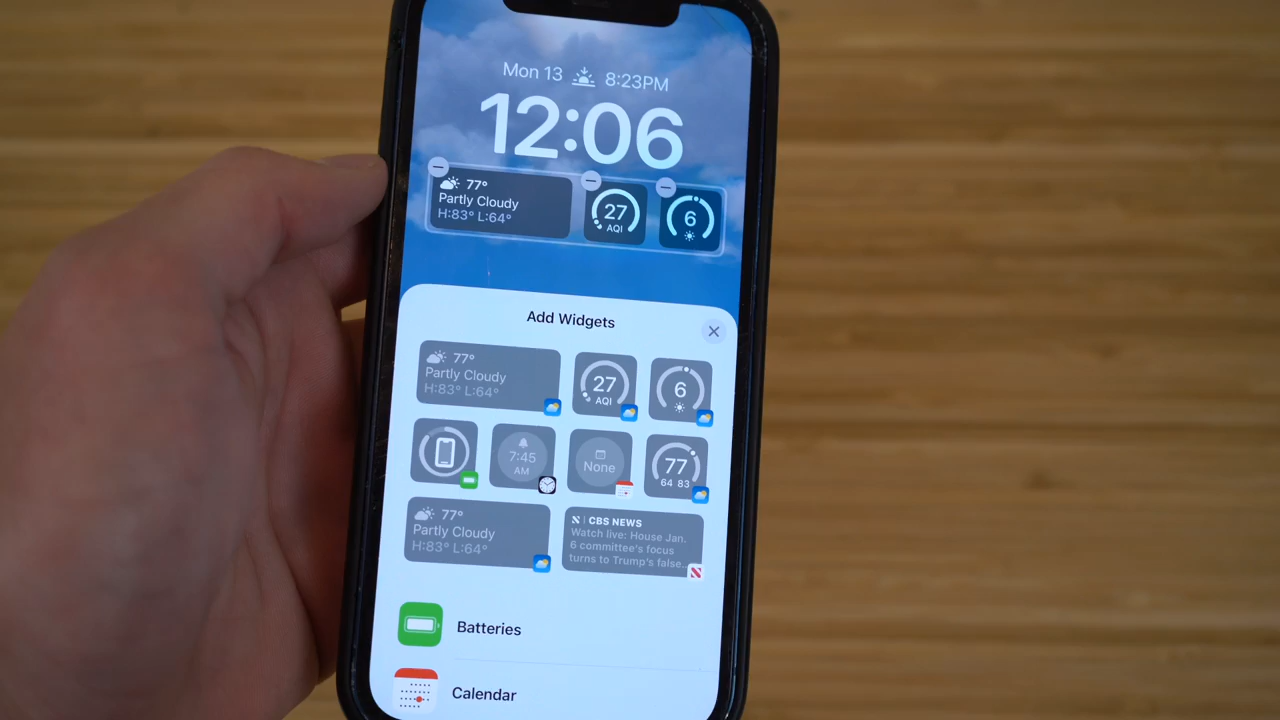 Mon 13 8:23PM
12:06
77°
Partly Cloudy
H:83° L:64°
27
AQI
6
Add Widgets
77°
Partly Cloudy
H:83° L:64°
27
AQI
6
7:45
AM
None
77
64 83
77°
Partly Cloudy
H:83° L:64°
CBS NEWS
Watch live: House Jan.
6 committee's focus
turns to Trump's false...
Batteries
Calendar